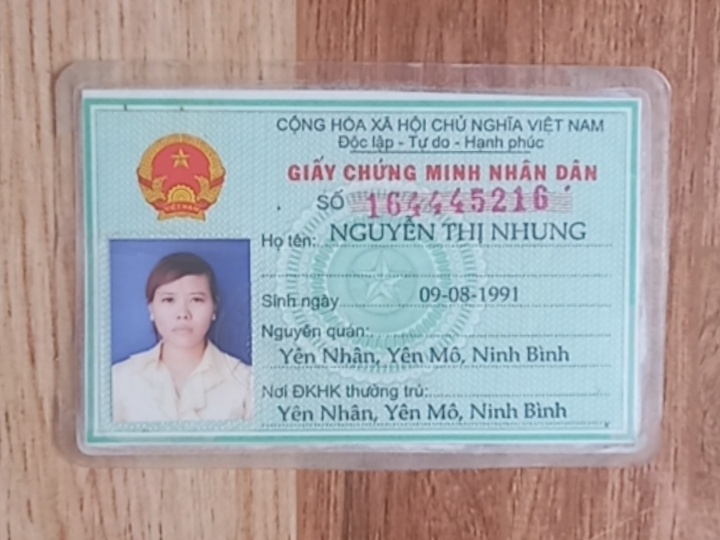 CỘNG HÒA XÃ HỘI CHỦ NGHĨA VIỆT NAM
Độc lập - Tự do - Hạnh phúc
GIẤY CHỨNG MINH NHÂN DÂN
SỐ 164445216
Họ tên: NGUYỄN THỊ NHUNG
Sinh ngày 09-08-1991
Nguyên quán:
Yên Nhân, Yên Mô, Ninh Bình
Nơi ĐKHK thường trú:
Yên Nhân, Yên Mô, Ninh Bình
VIỆT NAM